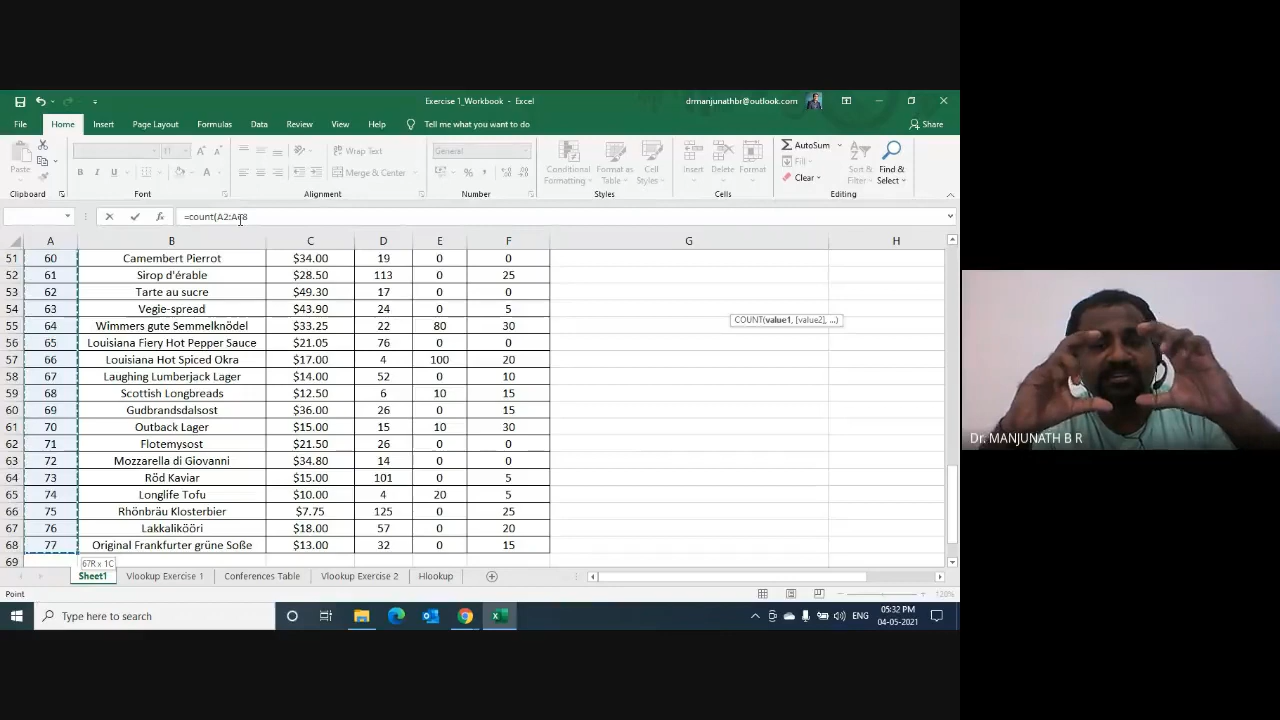 Exercise 1_Workbook - Excel
drmanjunathbr@outlook.com
File Home Insert Page Layout Formulas Data Review View Help Tell me what you want to do Share
Paste
Wrap Text
General
Merge & Center
Conditional Formatting
Format as Table
Cell Styles
Insert Delete Format
AutoSum
Fill
Clear
Sort & Filter
Find & Select
Clipboard Font Alignment Number Styles Cells Editing
A B C D E F G H
51 60 Camembert Pierrot $34.00 19 0 0
52 61 Sirop d'érable $28.50 113 0 25
53 62 Tarte au sucre $49.30 17 0 0
54 63 Vegie-spread $43.90 24 0 5
55 64 Wimmers gute Semmelknödel $33.25 22 80 30
COUNT(value1, [value2], ...)
56 65 Louisiana Fiery Hot Pepper Sauce $21.05 76 0 0
57 66 Louisiana Hot Spiced Okra $17.00 4 100 20
58 67 Laughing Lumberjack Lager $14.00 52 0 10
59 68 Scottish Longbreads $12.50 6 10 15
60 69 Gudbrandsdalsost $36.00 26 0 15
61 70 Outback Lager $15.00 15 10 30
62 71 Flotemysost $21.50 26 0 0
63 72 Mozzarella di Giovanni $34.80 14 0 0
64 73 Röd Kaviar $15.00 101 0 5
65 74 Longlife Tofu $10.00 4 20 5
66 75 Rhönbräu Klosterbier $7.75 125 0 25
67 76 Lakkalikööri $18.00 57 0 20
68 77 Original Frankfurter grüne Soße $13.00 32 0 15
69
67R x 1C
Sheet1 Vlookup Exercise 1 Conferences Table Vlookup Exercise 2 Hlookup
Point
120%
Type here to search
ENG
05:32 PM
04-05-2021
Dr. MANJUNATH B R